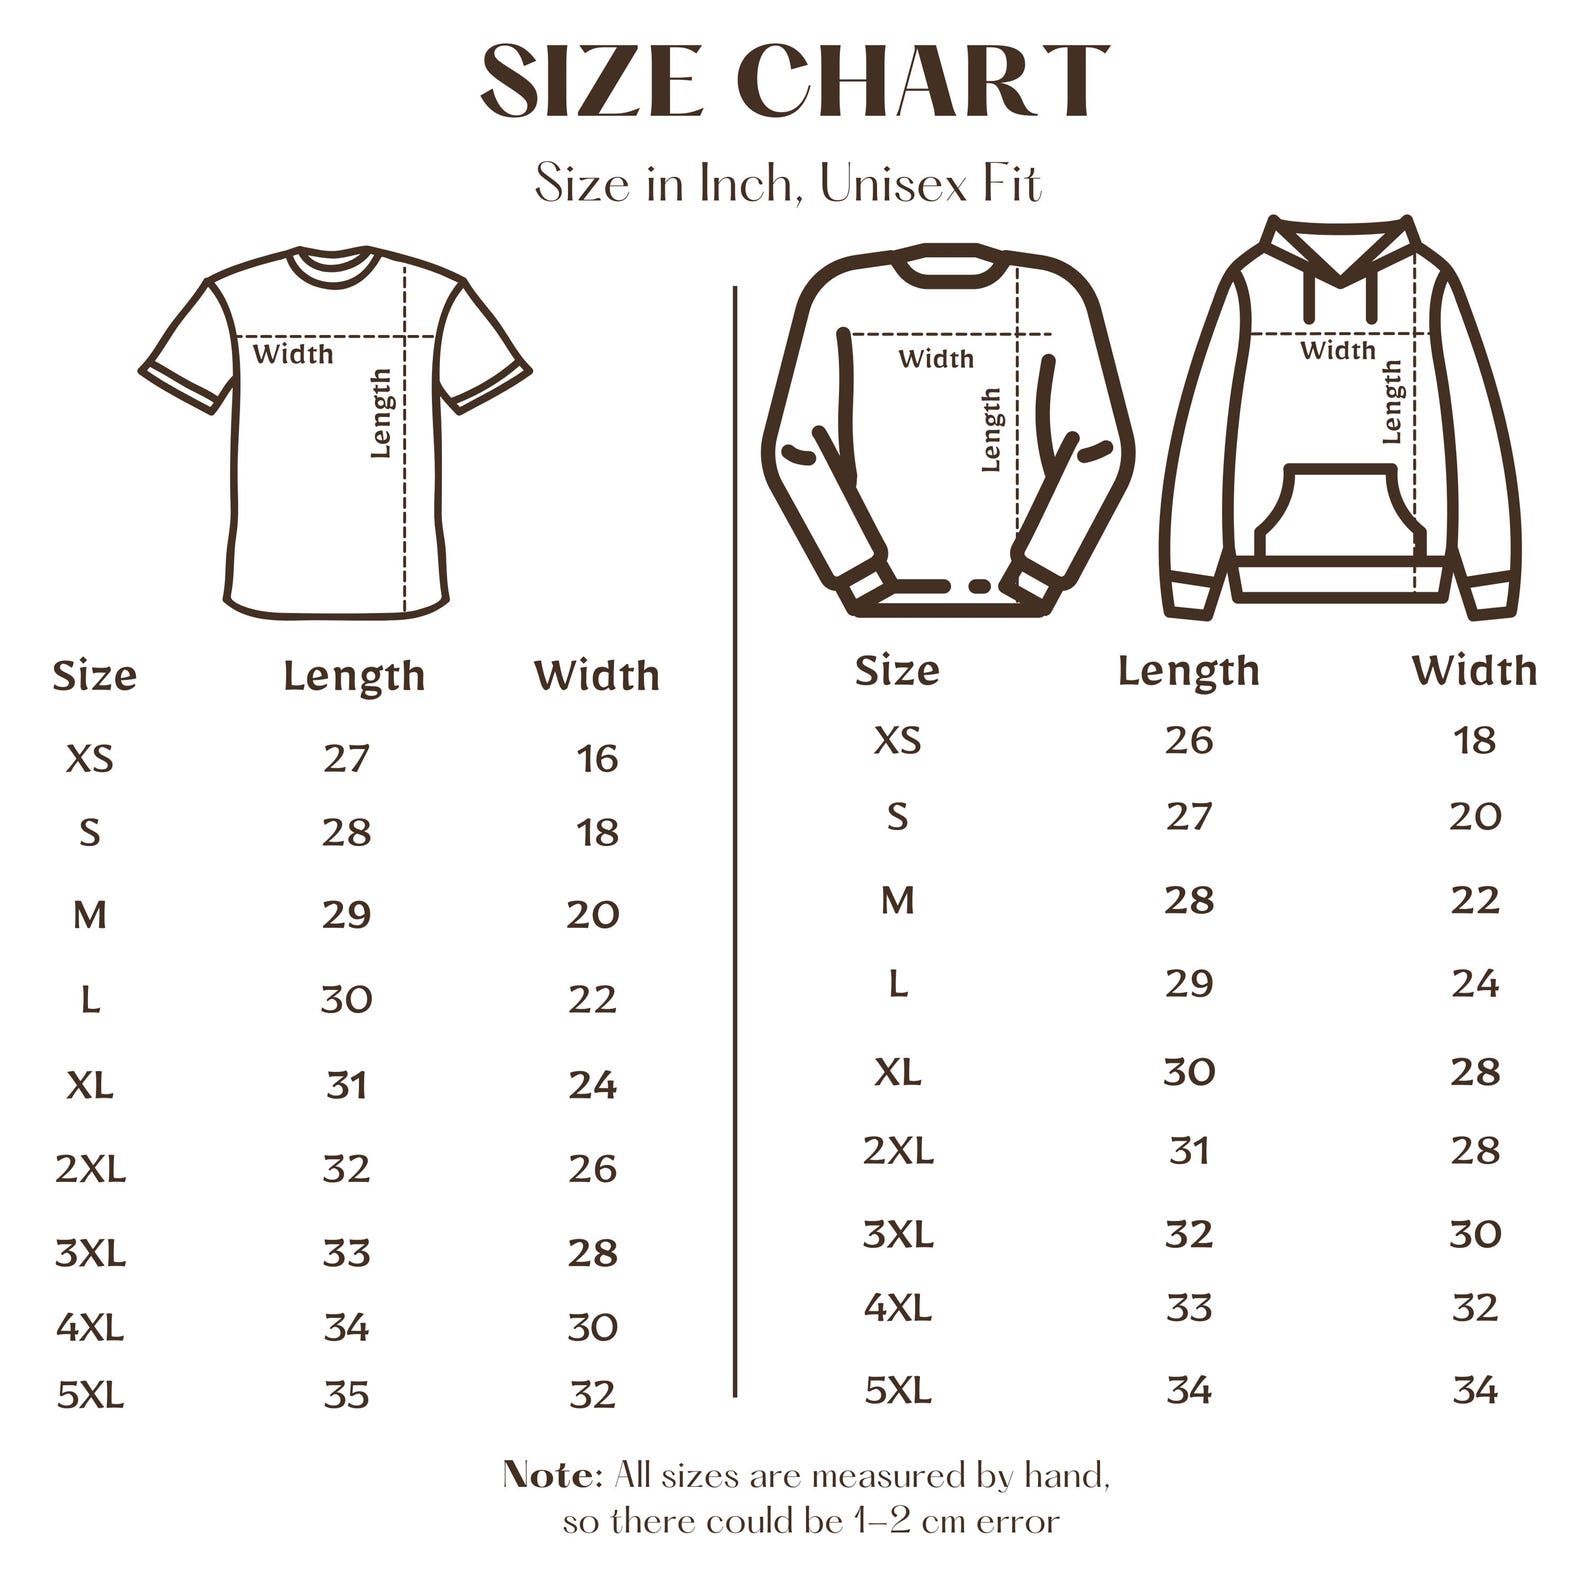 SIZE CHART
Size in Inch, Unisex Fit
Width
Length
Width
Length
Width
Length
Size Length Width
XS 27 16
S 28 18
M 29 20
L 30 22
XL 31 24
2XL 32 26
3XL 33 28
4XL 34 30
5XL 35 32
Size Length Width
XS 26 18
S 27 20
M 28 22
L 29 24
XL 30 28
2XL 31 28
3XL 32 30
4XL 33 32
5XL 34 34
Note: All sizes are measured by hand,
so there could be 1-2 cm error